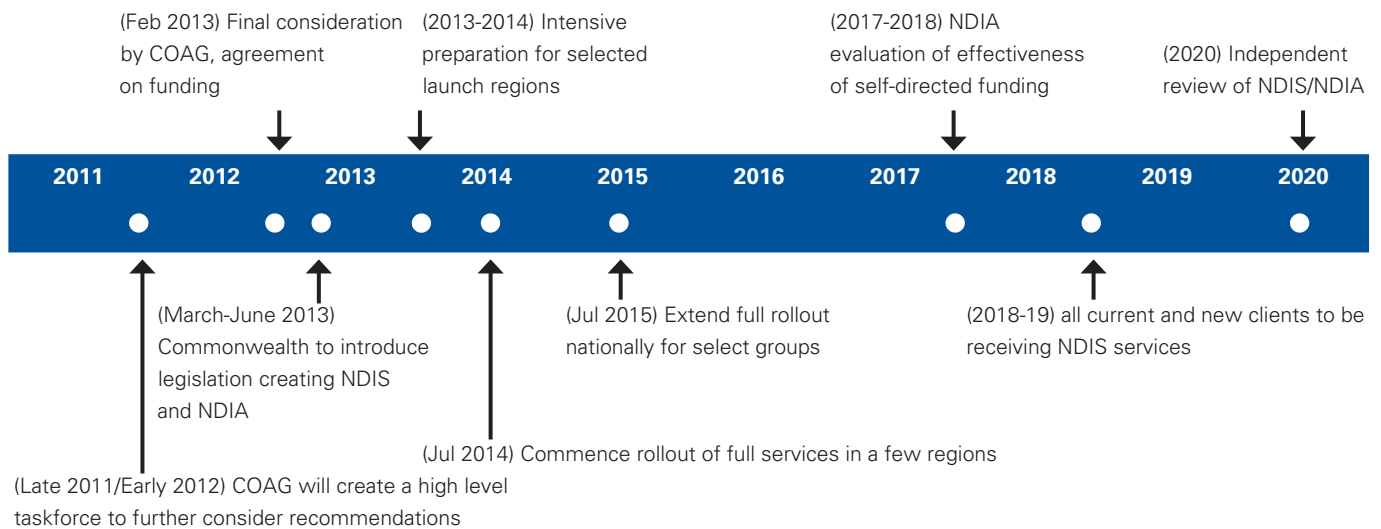 (Feb 2013) Final consideration
by COAG, agreement
on funding
(2013-2014) Intensive
preparation for selected
launch regions
(2017-2018) NDIA
evaluation of effectiveness
of self-directed funding
(2020) Independent
review of NDIS/NDIA
2011 2012 2013 2014 2015 2016 2017 2018 2019 2020
(March-June 2013)
Commonwealth to introduce
legislation creating NDIS
and NDIA
(Jul 2015) Extend full rollout
nationally for select groups
(2018-19) all current and new clients to be
receiving NDIS services
(Jul 2014) Commence rollout of full services in a few regions
(Late 2011/Early 2012) COAG will create a high level
taskforce to further consider recommendations